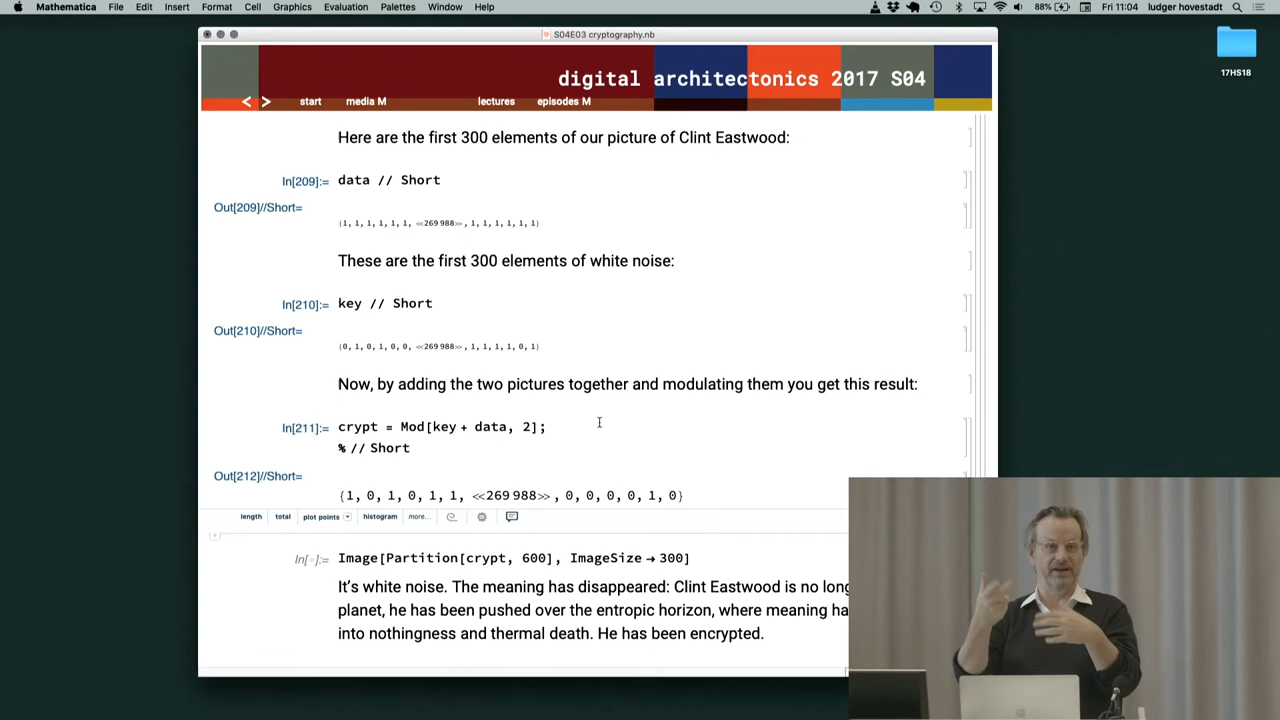 Mathematica File Edit Insert Format Cell Graphics Evaluation Palettes Window Help 88% Fri 11:04 ludger hovestadt
S04E03 cryptography.nb
17HS18
digital architectonics 2017 S04
< > start media M lectures episodes M
Here are the first 300 elements of our picture of Clint Eastwood:
In[209]:= data // Short
Out[209]//Short=
{1, 1, 1, 1, 1, 1, <<269988>>, 1, 1, 1, 1, 1, 1}
These are the first 300 elements of white noise:
In[210]:= key // Short
Out[210]//Short=
{0, 1, 0, 1, 0, 0, <<269988>>, 1, 1, 1, 1, 0, 1}
Now, by adding the two pictures together and modulating them you get this result:
In[211]:= crypt = Mod[key + data, 2];
% // Short
Out[212]//Short=
{1, 0, 1, 0, 1, 1, <<269988>>, 0, 0, 0, 0, 1, 0}
length total plot points histogram more...
In[ ]:= Image[Partition[crypt, 600], ImageSize → 300]
It's white noise. The meaning has disappeared: Clint Eastwood is no lon
planet, he has been pushed over the entropic horizon, where meaning ha
into nothingness and thermal death. He has been encrypted.